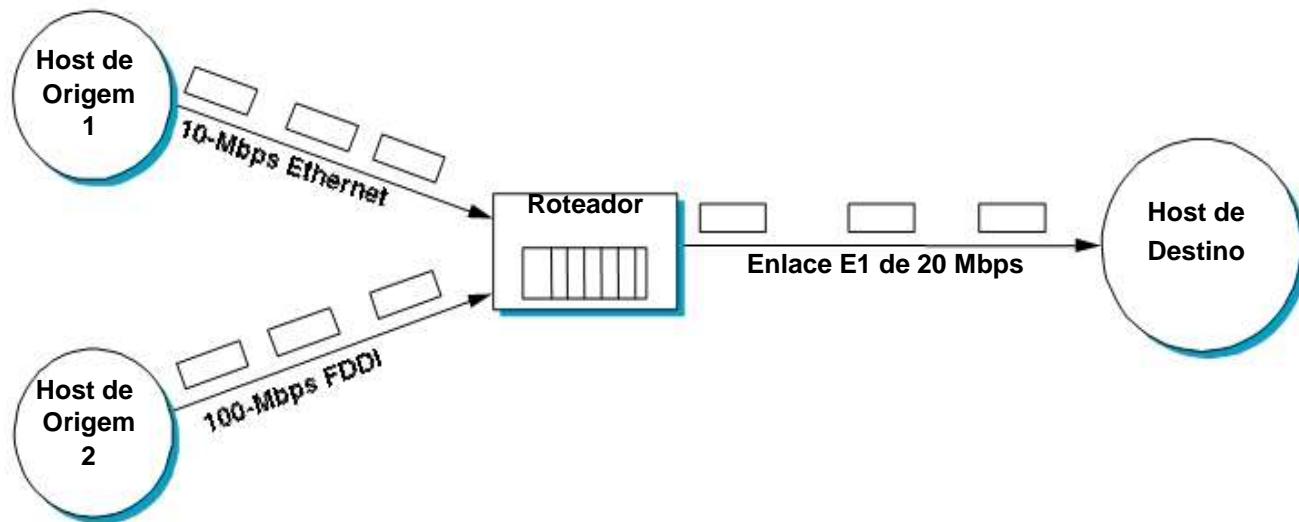 Host de
Origem
1
10-Mbps Ethernet
Roteador
Enlace E1 de 20 Mbps
Host de
Destino
100-Mbps FDDI
Host de
Origem
2